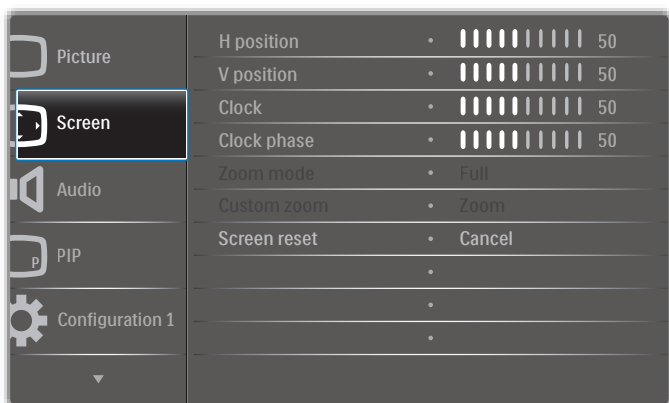 Picture
Screen
Audio
P
PIP
Configuration 1
H position • 50
V position • 50
Clock • 50
Clock phase • 50
Zoom mode • Full
Custom zoom • Zoom
Screen reset • Cancel
•
•
•